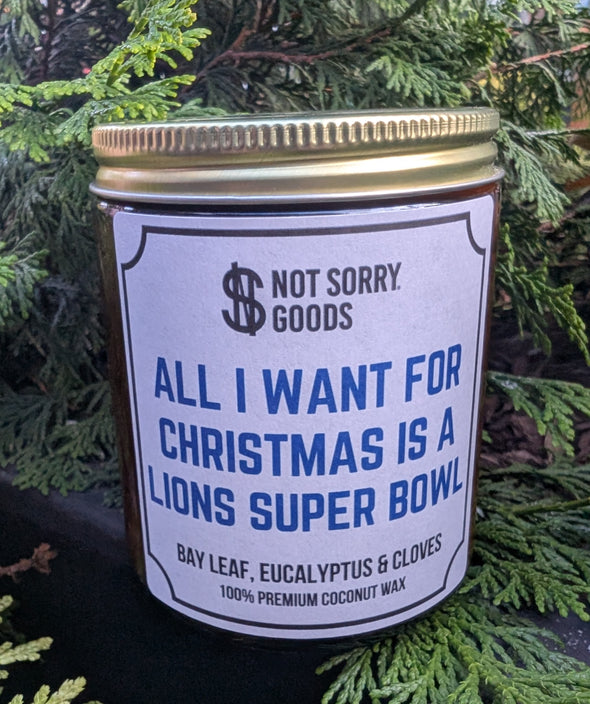 NOT SORRY.
GOODS
ALL I WANT FOR
CHRISTMAS IS A
LIONS SUPER BOWL
BAY LEAF, EUCALYPTUS & CLOVES
100% PREMIUM COCONUT WAX